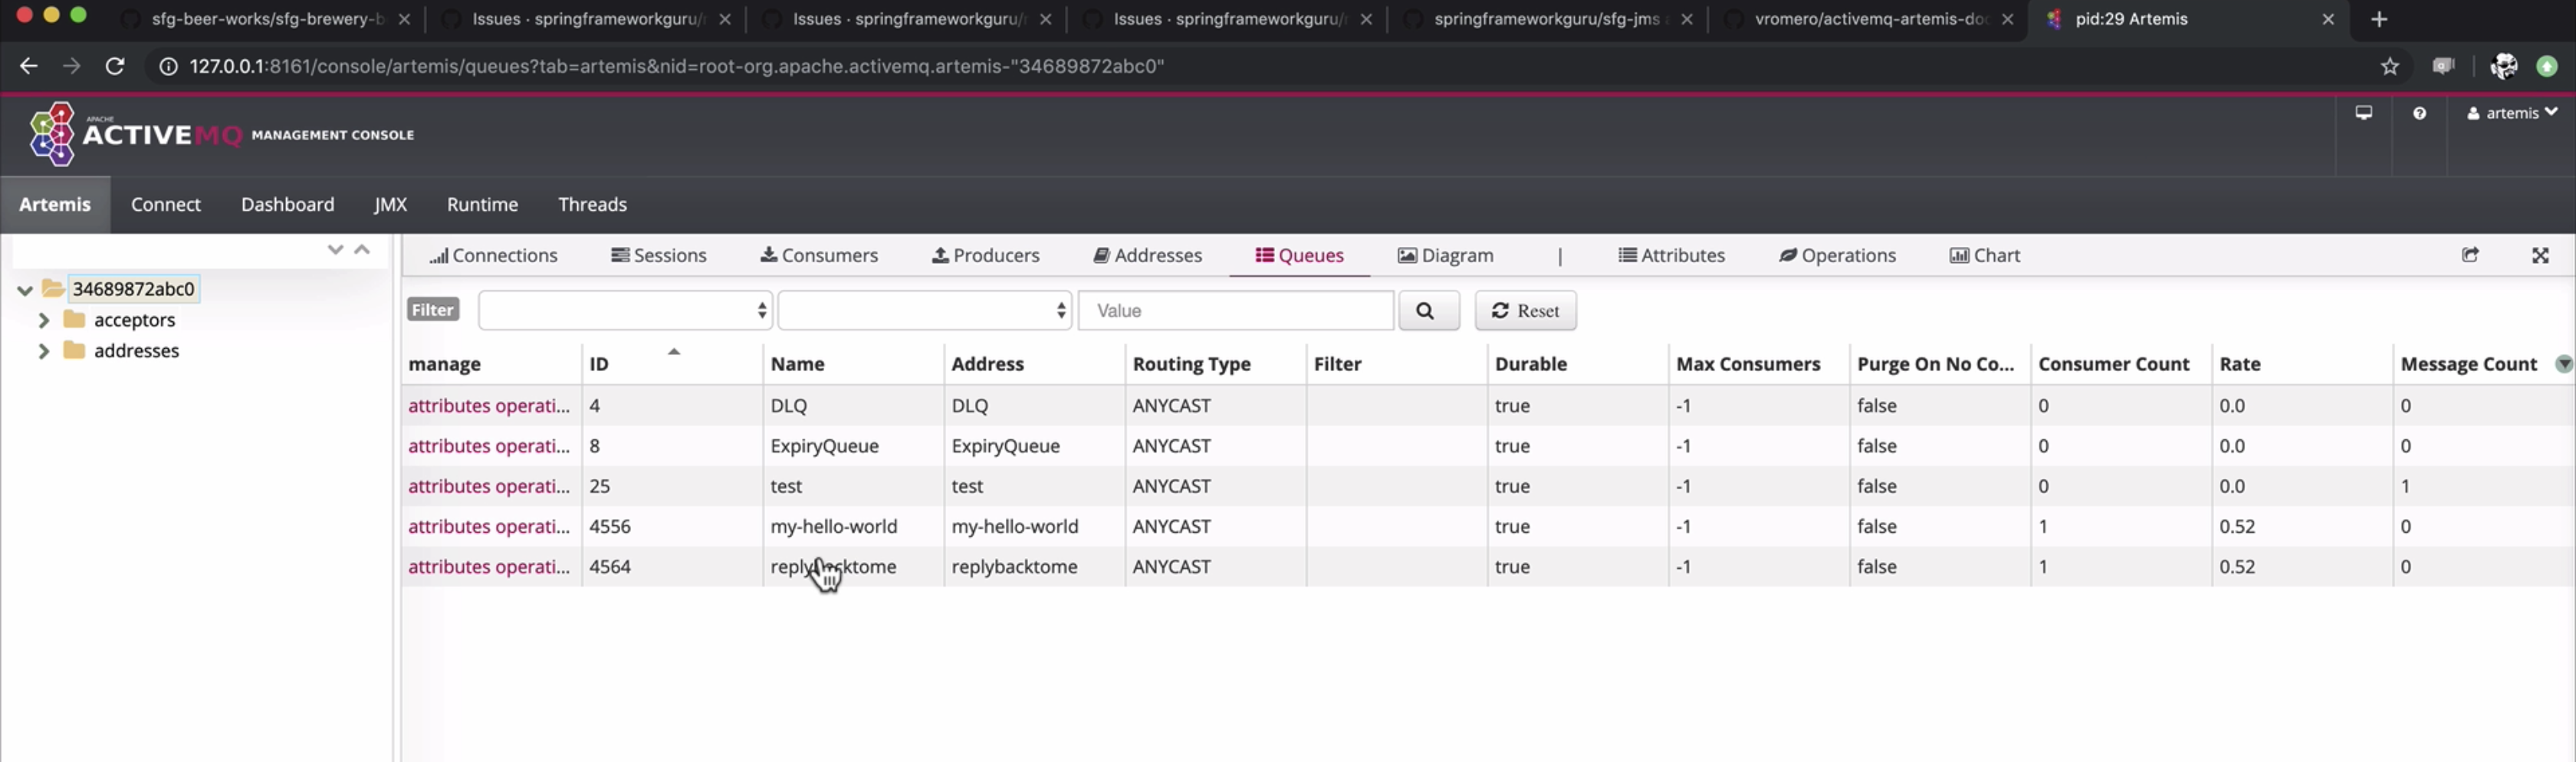 sfg-beer-works/sfg-brewery-b Issues · springframeworkguru/ Issues · springframeworkguru/ Issues · springframeworkguru/ springframeworkguru/sfg-jms vromero/activemq-artemis-do pid:29 Artemis
127.0.0.1:8161/console/artemis/queues?tab=artemis&nid=root-org.apache.activemq.artemis-"34689872abc0"
APACHE
ACTIVEMQ MANAGEMENT CONSOLE artemis
Artemis Connect Dashboard JMX Runtime Threads
Connections Sessions Consumers Producers Addresses Queues Diagram | Attributes Operations Chart
34689872abc0
acceptors
addresses
Filter Value Reset
manage ID Name Address Routing Type Filter Durable Max Consumers Purge On No Co... Consumer Count Rate Message Count
attributes operati... 4 DLQ DLQ ANYCAST true -1 false 0 0.0 0
attributes operati... 8 ExpiryQueue ExpiryQueue ANYCAST true -1 false 0 0.0 0
attributes operati... 25 test test ANYCAST true -1 false 0 0.0 1
attributes operati... 4556 my-hello-world my-hello-world ANYCAST true -1 false 1 0.52 0
attributes operati... 4564 replybacktome replybacktome ANYCAST true -1 false 1 0.52 0